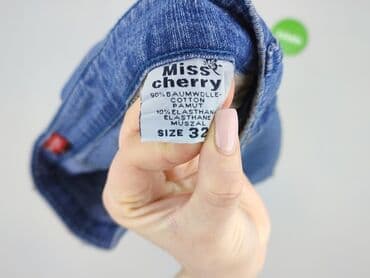 Miss
cherry
90% BAUMWOLLE
COTTON
PAMUT
10% ELASTHAN
ELASTHANE
MUSZAL
SIZE 32